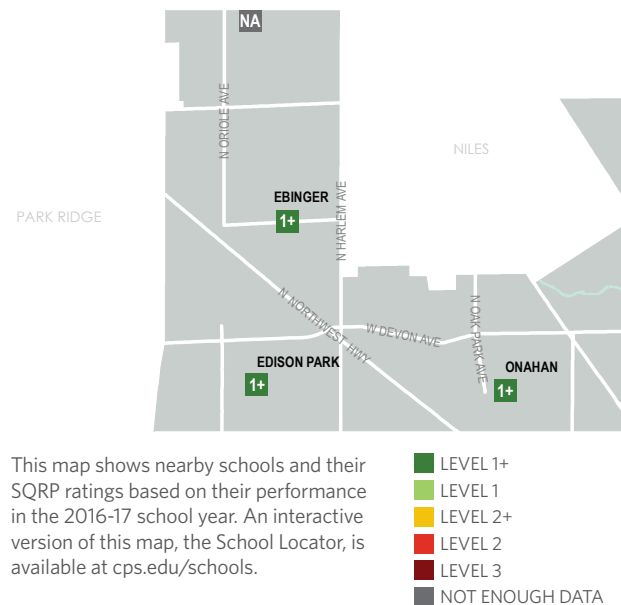 NA
N ORIOLE AVE
NILES
EBINGER
PARK RIDGE
1+
N HARLEM AVE
N NORTHWEST HWY
W DEVON AVE
N OAK PARK AVE
EDISON PARK
ONAHAN
1+
1+
This map shows nearby schools and their
SQRP ratings based on their performance
in the 2016-17 school year. An interactive
version of this map, the School Locator, is
available at cps.edu/schools.
LEVEL 1+
LEVEL 1
LEVEL 2+
LEVEL 2
LEVEL 3
NOT ENOUGH DATA